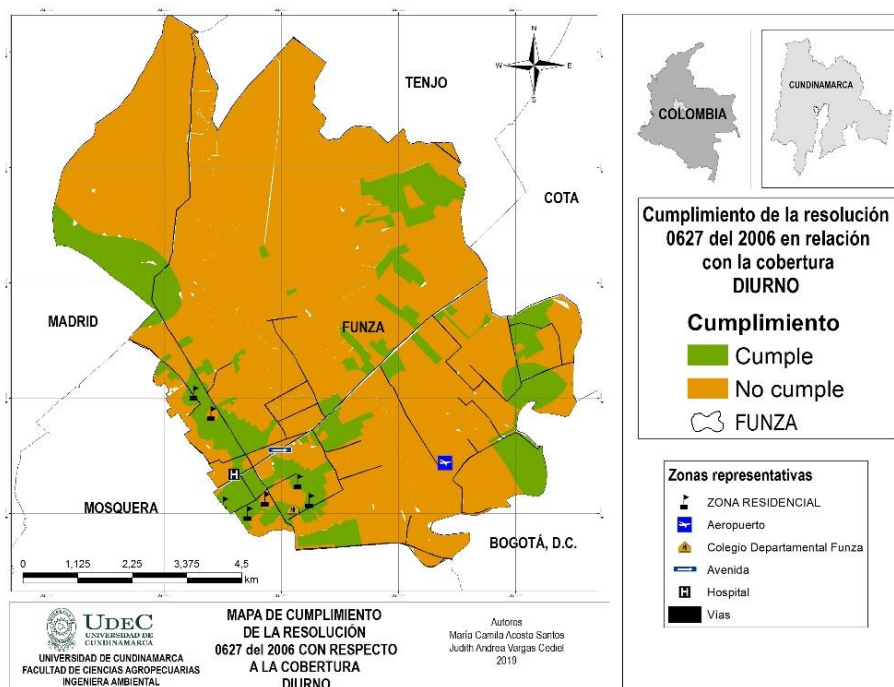 TENJO
N
W
E
S
COTA
MADRID
FUNZA
MOSQUERA
BOGOTÁ, D.C.
H
0 1,125 2,25 3,375 4,5
km
COLOMBIA
CUNDINAMARCA
Cumplimiento de la resolución
0627 del 2006 en relación
con la cobertura
DIURNO
Cumplimiento
Cumple
No cumple
FUNZA
Zonas representativas
ZONA RESIDENCIAL
Aeropuerto
Colegio Departamental Funza
Avenida
H Hospital
Vías
UDEC
UNIVERSIDAD DE
CUNDINAMARCA
UNIVERSIDAD DE CUNDINAMARCA
FACULTAD DE CIENCIAS AGROPECUARIAS
INGENIERA AMBIENTAL
MAPA DE CUMPLIMIENTO
DE LA RESOLUCIÓN
0627 del 2006 CON RESPECTO
A LA COBERTURA
DIURNO
Autores
María Camila Acosta Santos
Judith Andrea Vargas Cediel
2019